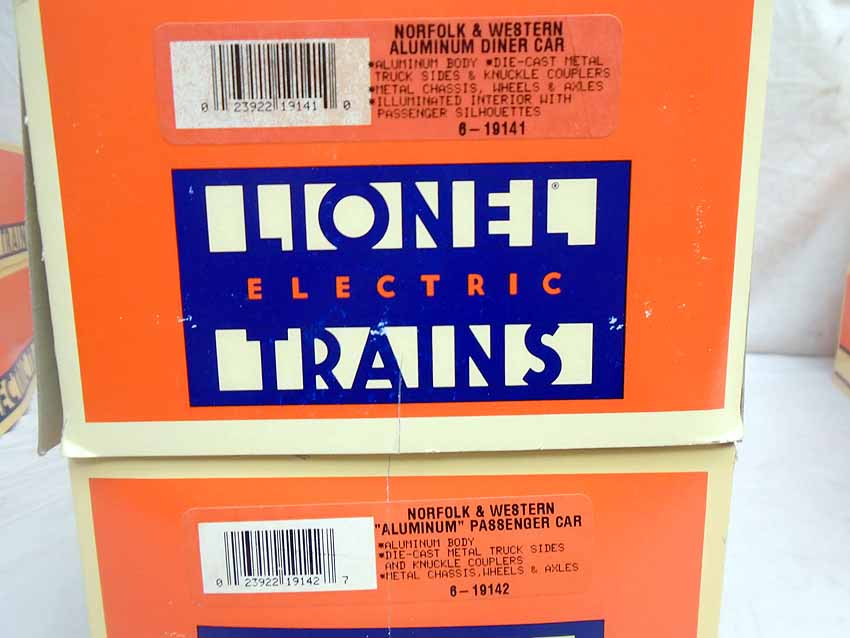 NORFOLK & WESTERN
ALUMINUM DINER CAR
*ALUMINUM BODY *DIE-CAST METAL
TRUCK SIDES & KNUCKLE COUPLERS
*METAL CHASSIS, WHEELS & AXLES
*ILLUMINATED INTERIOR WITH
PASSENGER SILHOUETTES
6-19141
0 23922 19141 0
LIONEL®
ELECTRIC
TRAINS
NORFOLK & WESTERN
"ALUMINUM" PASSENGER CAR
*ALUMINUM BODY
*DIE-CAST METAL TRUCK SIDES
AND KNUCKLE COUPLERS
*METAL CHASSIS, WHEELS & AXLES
6-19142
0 23922 19142 7